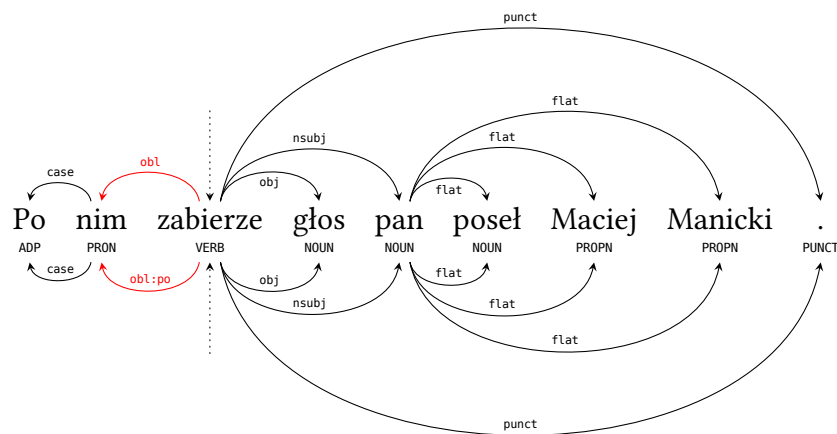 punct
flat
nsubj
flat
obl
case
obj
flat
Po nim zabierze głos pan poseł Maciej Manicki .
ADP PRON VERB NOUN NOUN NOUN PROPN PROPN PUNCT
case
obl:po
obj
flat
nsubj
flat
flat
punct